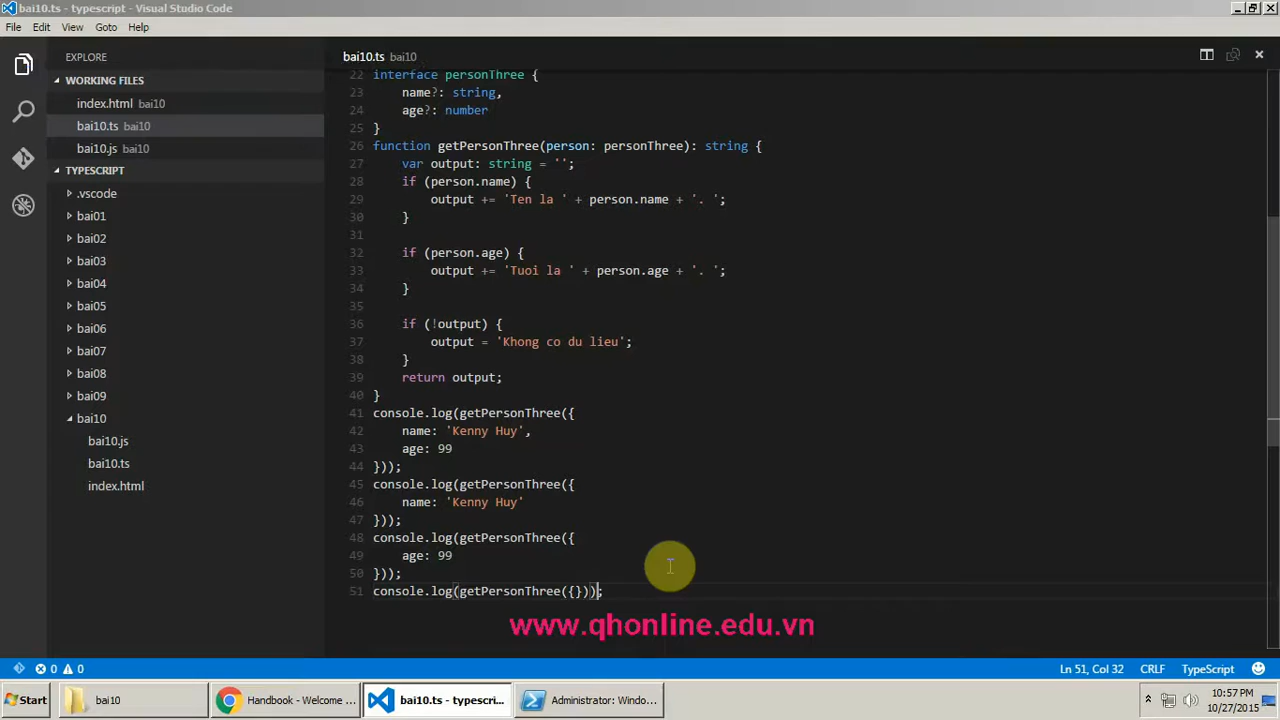 bai10.ts - typescript - Visual Studio Code
File Edit View Goto Help
EXPLORE
WORKING FILES
index.html bai10
bai10.ts bai10
bai10.js bai10
TYPESCRIPT
.vscode
bai01
bai02
bai03
bai04
bai05
bai06
bai07
bai08
bai09
bai10
bai10.js
bai10.ts
index.html
bai10.ts bai10
22 interface personThree {
23 name?: string,
24 age?: number
25 }
26 function getPersonThree(person: personThree): string {
27 var output: string = '';
28 if (person.name) {
29 output += 'Ten la ' + person.name + '. ';
30 }
31
32 if (person.age) {
33 output += 'Tuoi la ' + person.age + '. ';
34 }
35
36 if (!output) {
37 output = 'Khong co du lieu';
38 }
39 return output;
40 }
41 console.log(getPersonThree({
42 name: 'Kenny Huy',
43 age: 99
44 }));
45 console.log(getPersonThree({
46 name: 'Kenny Huy'
47 }));
48 console.log(getPersonThree({
49 age: 99
50 }));
51 console.log(getPersonThree({}));
www.qhonline.edu.vn
0 0
Ln 51, Col 32 CRLF TypeScript
Start bai10 Handbook - Welcome ... bai10.ts - typescri... Administrator: Windo...
10:57 PM
10/27/2015